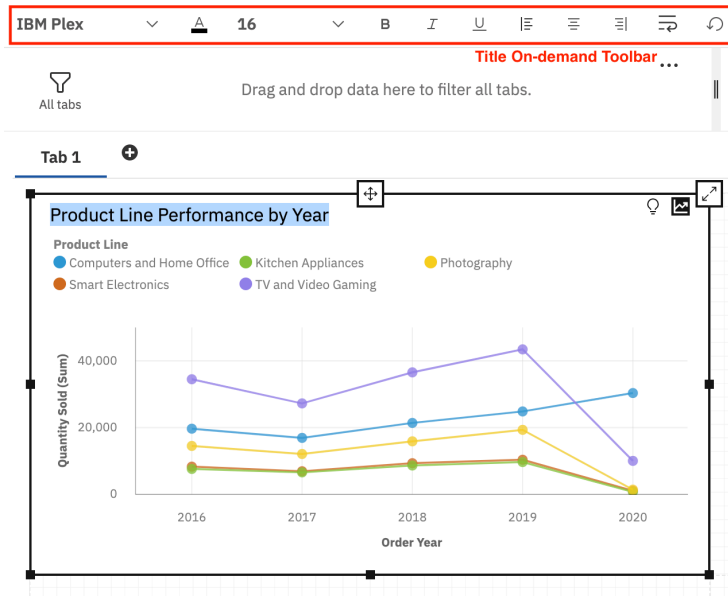 IBM Plex A 16 B I U
Title On-demand Toolbar
All tabs
Drag and drop data here to filter all tabs.
Tab 1
Product Line Performance by Year
Product Line
Computers and Home Office Kitchen Appliances Photography
Smart Electronics TV and Video Gaming
Quantity Sold (Sum)
40,000
20,000
0
2016 2017 2018 2019 2020
Order Year